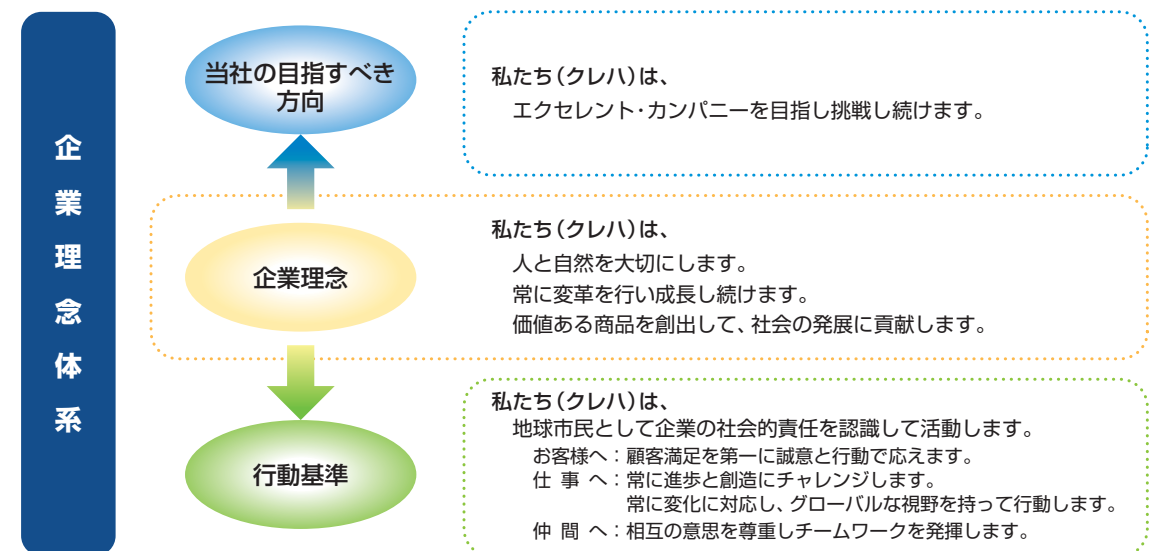 企業理念体系
当社の目指すべき
方向
私たち(クレハ)は、
エクセレント・カンパニーを目指し挑戦し続けます。
企業理念
私たち(クレハ)は、
人と自然を大切にします。
常に変革を行い成長し続けます。
価値ある商品を創出して、社会の発展に貢献します。
行動基準
私たち(クレハ)は、
地球市民として企業の社会的責任を認識して活動します。
お客様へ:顧客満足を第一に誠意と行動で応えます。
仕 事 へ:常に進歩と創造にチャレンジします。
常に変化に対応し、グローバルな視野を持って行動します。
仲 間 へ:相互の意思を尊重しチームワークを発揮します。